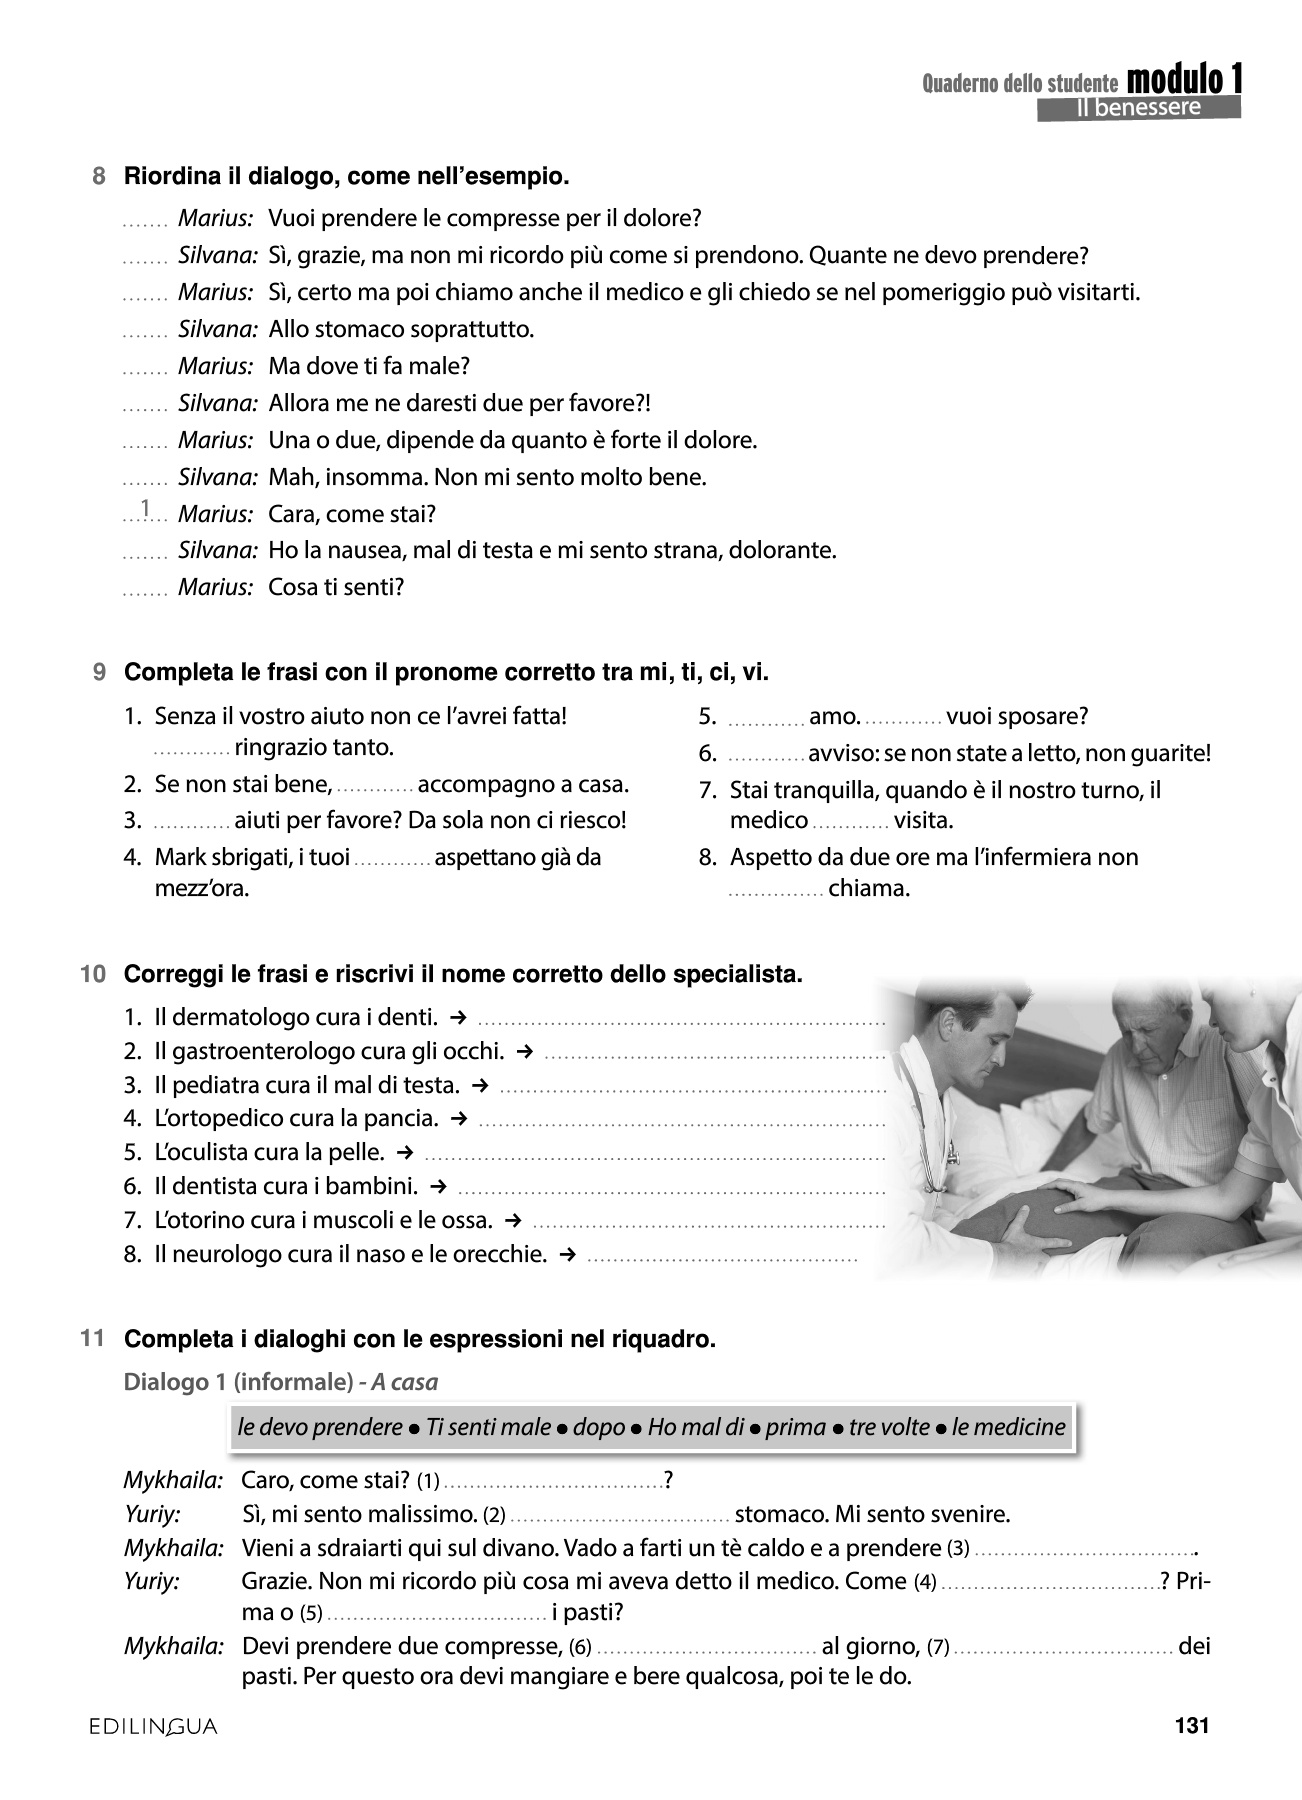 Quaderno dello studente modulo 1
Il benessere
8 Riordina il dialogo, come nell'esempio.
....... Marius: Vuoi prendere le compresse per il dolore?
....... Silvana: Sì, grazie, ma non mi ricordo più come si prendono. Quante ne devo prendere?
....... Marius: Sì, certo ma poi chiamo anche il medico e gli chiedo se nel pomeriggio può visitarti.
....... Silvana: Allo stomaco soprattutto.
....... Marius: Ma dove ti fa male?
....... Silvana: Allora me ne daresti due per favore?!
....... Marius: Una o due, dipende da quanto è forte il dolore.
....... Silvana: Mah, insomma. Non mi sento molto bene.
...1... Marius: Cara, come stai?
....... Silvana: Ho la nausea, mal di testa e mi sento strana, dolorante.
....... Marius: Cosa ti senti?
9 Completa le frasi con il pronome corretto tra mi, ti, ci, vi.
1. Senza il vostro aiuto non ce l'avrei fatta!
............ ringrazio tanto.
2. Se non stai bene, ............ accompagno a casa.
3. ............ aiuti per favore? Da sola non ci riesco!
4. Mark sbrigati, i tuoi ............ aspettano già da
mezz'ora.
5. ............ amo. ............ vuoi sposare?
6. ............ avviso: se non state a letto, non guarite!
7. Stai tranquilla, quando è il nostro turno, il
medico ............ visita.
8. Aspetto da due ore ma l'infermiera non
............... chiama.
10 Correggi le frasi e riscrivi il nome corretto dello specialista.
1. Il dermatologo cura i denti. → ...............................................................
2. Il gastroenterologo cura gli occhi. → .....................................................
3. Il pediatra cura il mal di testa. → ............................................................
4. L'ortopedico cura la pancia. → ...............................................................
5. L'oculista cura la pelle. → .......................................................................
6. Il dentista cura i bambini. → ..................................................................
7. L'otorino cura i muscoli e le ossa. → ......................................................
8. Il neurologo cura il naso e le orecchie. → ..........................................
11 Completa i dialoghi con le espressioni nel riquadro.
Dialogo 1 (informale) - A casa
le devo prendere ● Ti senti male ● dopo ● Ho mal di ● prima ● tre volte ● le medicine
Mykhaila: Caro, come stai? (1) ..................................?
Yuriy: Sì, mi sento malissimo. (2) .................................. stomaco. Mi sento svenire.
Mykhaila: Vieni a sdraiarti qui sul divano. Vado a farti un tè caldo e a prendere (3) ...................................
Yuriy: Grazie. Non mi ricordo più cosa mi aveva detto il medico. Come (4) ..................................? Pri-
ma o (5) .................................. i pasti?
Mykhaila: Devi prendere due compresse, (6) .................................. al giorno, (7) .................................. dei
pasti. Per questo ora devi mangiare e bere qualcosa, poi te le do.
EDILINGUA 131